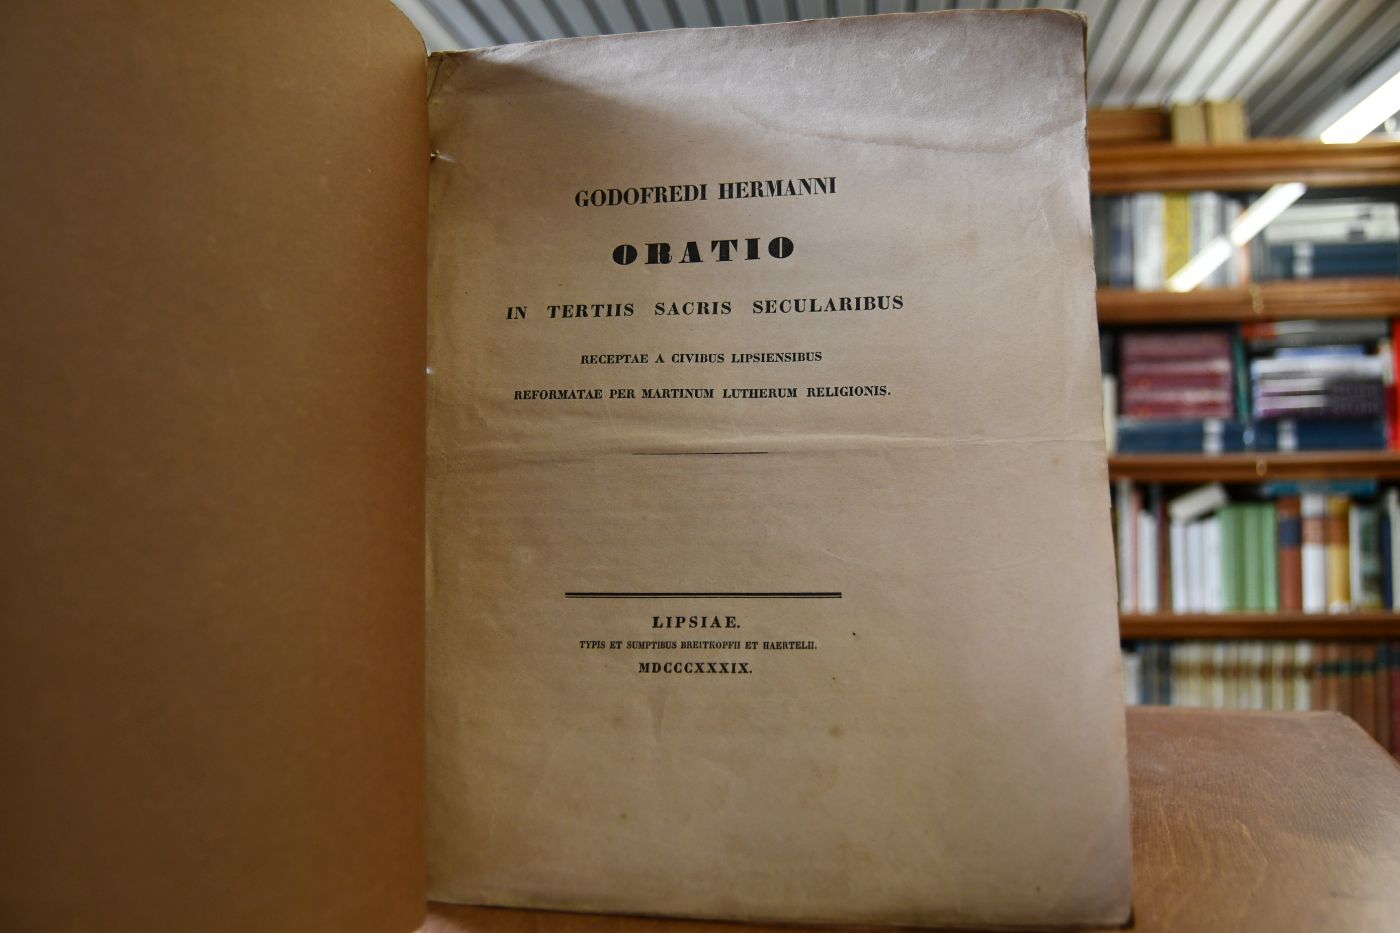 GODOFREDI HERMANNI
ORATIO
IN TERTIIS SACRIS SECULARIBUS
RECEPTAE A CIVIBUS LIPSIENSIBUS
REFORMATAE PER MARTINUM LUTHERUM RELIGIONIS.
LIPSIAE.
TYPIS ET SUMPTIBUS BREITKOPFII ET HAERTELII.
MDCCCXXXIX.